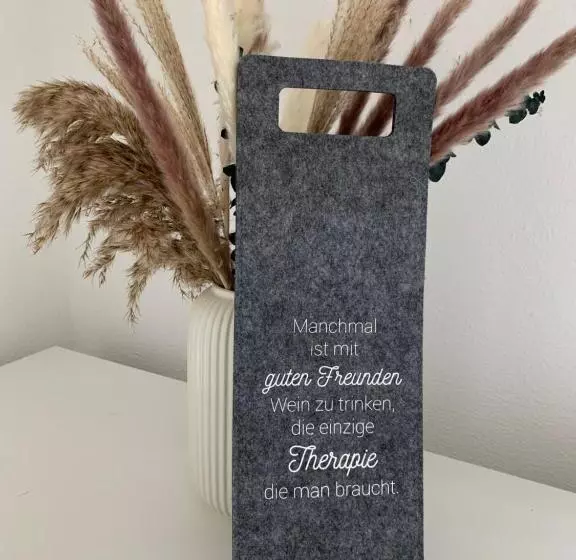 Manchmal
ist mit
guten Freunden
Wein zu trinken,
die einzige
Therapie
die man braucht.